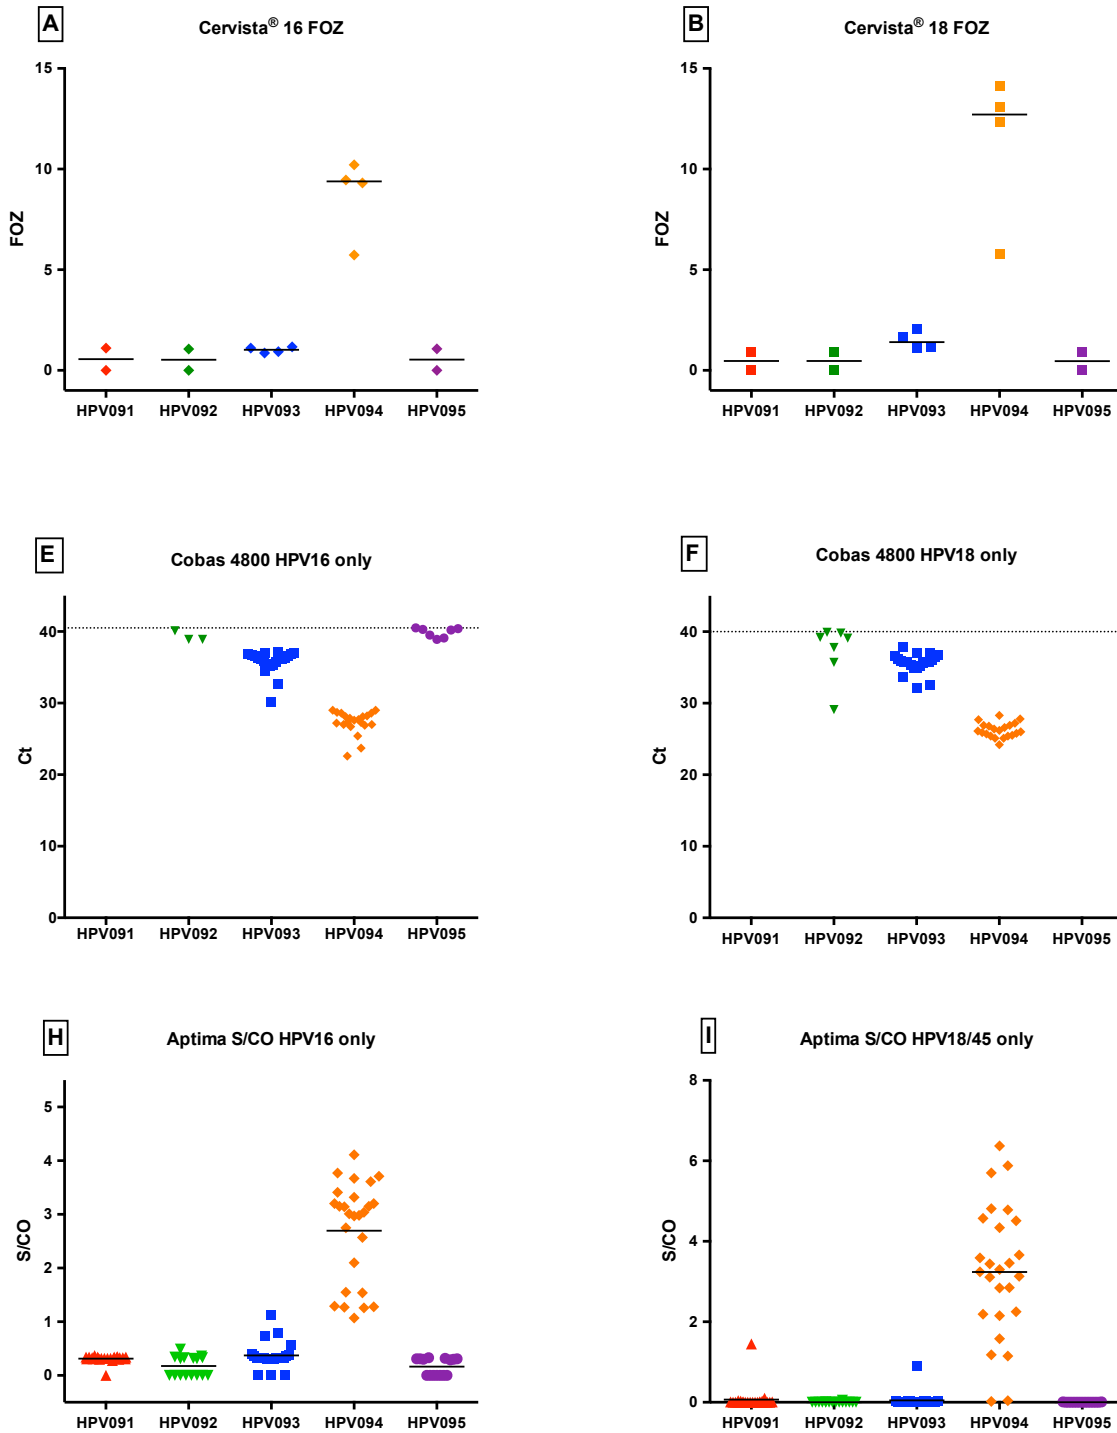 A
Cervista® 16 FOZ
15
10
5
0
FOZ
HPV091 HPV092 HPV093 HPV094 HPV095
B
Cervista® 18 FOZ
15
10
5
0
FOZ
HPV091 HPV092 HPV093 HPV094 HPV095
E
Cobas 4800 HPV16 only
40
30
20
10
0
Ct
HPV091 HPV092 HPV093 HPV094 HPV095
F
Cobas 4800 HPV18 only
40
30
20
10
0
Ct
HPV091 HPV092 HPV093 HPV094 HPV095
H
Aptima S/CO HPV16 only
5
4
3
2
1
0
S/CO
HPV091 HPV092 HPV093 HPV094 HPV095
I
Aptima S/CO HPV18/45 only
8
6
4
2
0
S/CO
HPV091 HPV092 HPV093 HPV094 HPV095